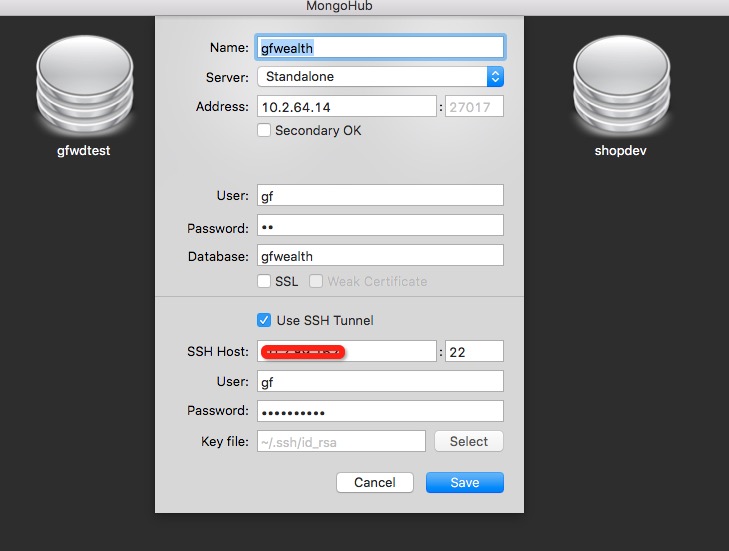 MongoHub
Name: gfwealth
Server: Standalone
Address: 10.2.64.14 : 27017
Secondary OK
gfwdtest
shopdev
User: gf
Password: ••
Database: gfwealth
SSL Weak Certificate
Use SSH Tunnel
SSH Host: : 22
User: gf
Password: ••••••••••
Key file: ~/.ssh/id_rsa Select
Cancel Save